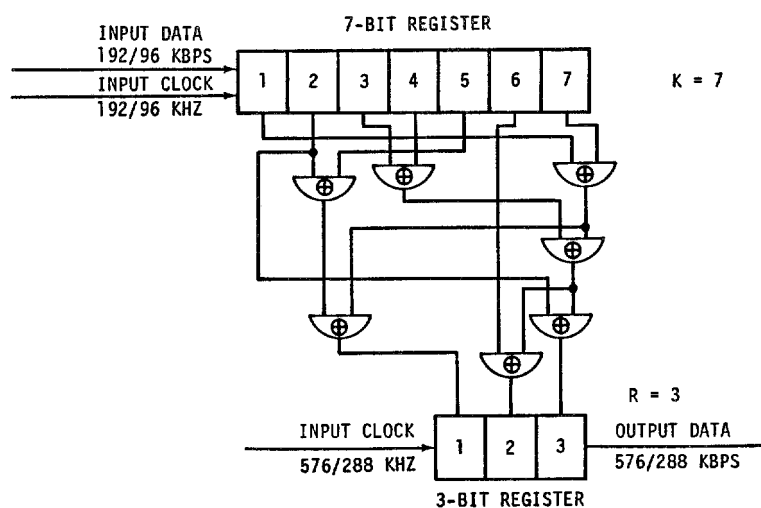 7-BIT REGISTER
INPUT DATA
192/96 KBPS
INPUT CLOCK
192/96 KHZ
1 2 3 4 5 6 7
K = 7
R = 3
INPUT CLOCK
576/288 KHZ
1 2 3
OUTPUT DATA
576/288 KBPS
3-BIT REGISTER